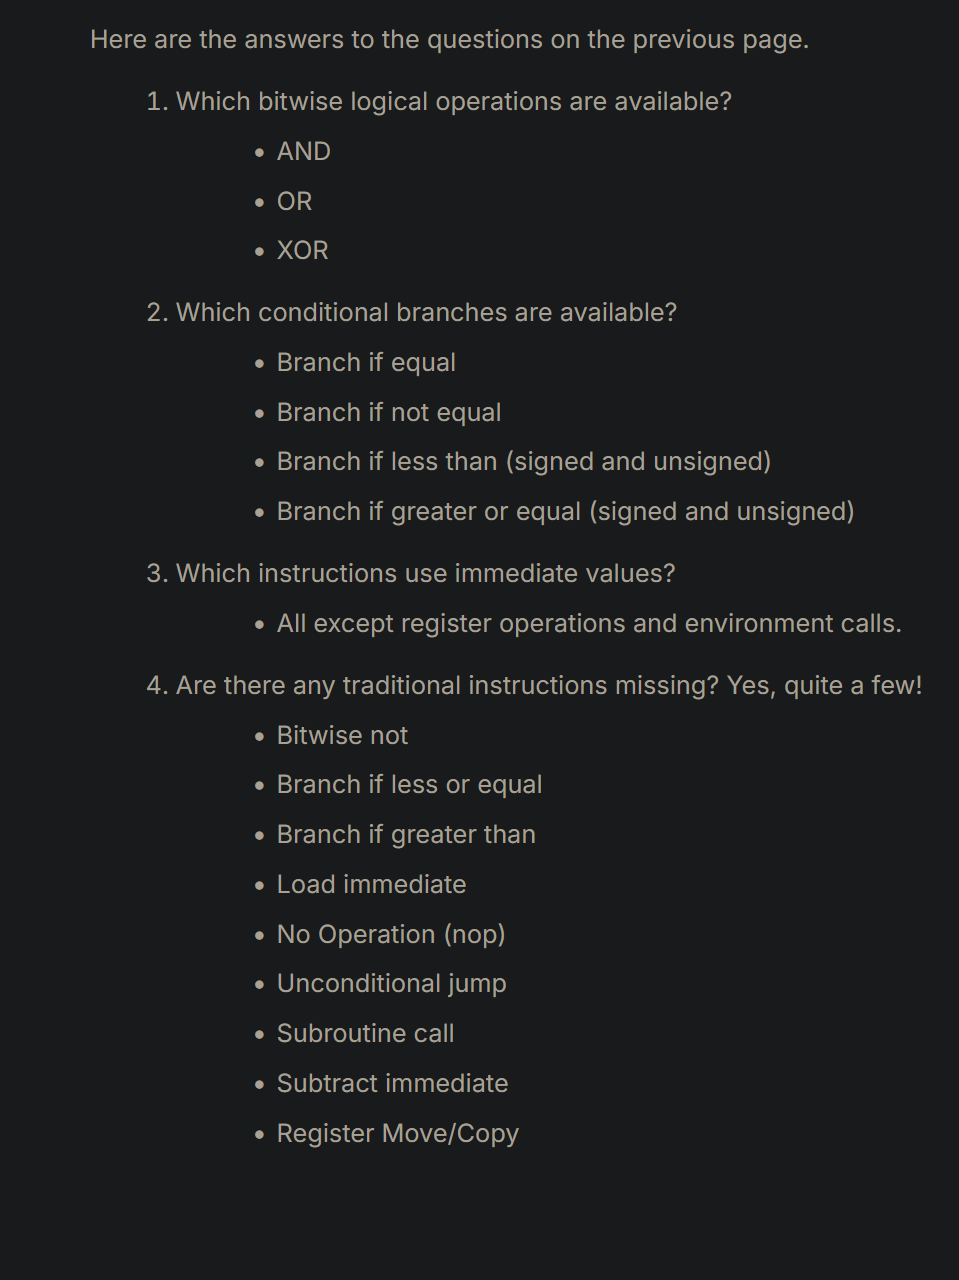 Here are the answers to the questions on the previous page.
1. Which bitwise logical operations are available?
• AND
• OR
• XOR
2. Which conditional branches are available?
• Branch if equal
• Branch if not equal
• Branch if less than (signed and unsigned)
• Branch if greater or equal (signed and unsigned)
3. Which instructions use immediate values?
• All except register operations and environment calls.
4. Are there any traditional instructions missing? Yes, quite a few!
• Bitwise not
• Branch if less or equal
• Branch if greater than
• Load immediate
• No Operation (nop)
• Unconditional jump
• Subroutine call
• Subtract immediate
• Register Move/Copy